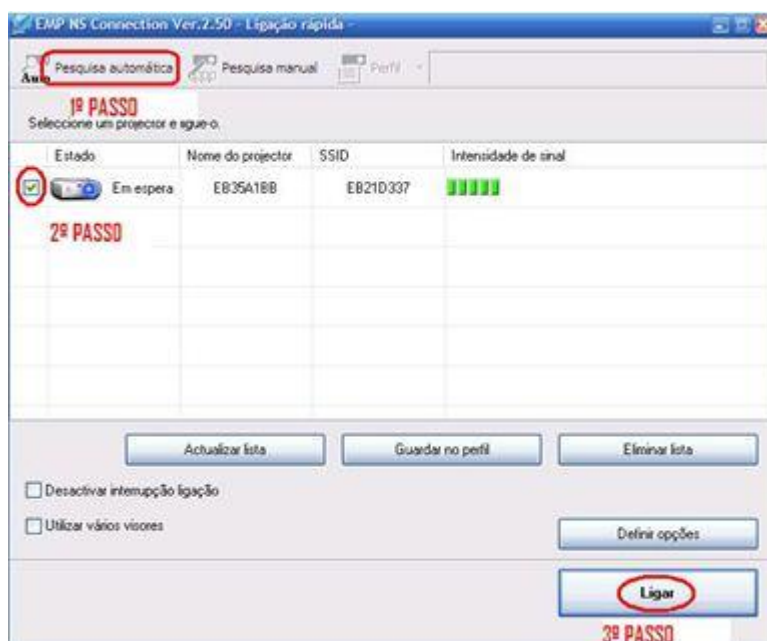 EMP NS Connection Ver.2.50 - Ligação rápida -
Auto Pesquisa automática Pesquisa manual Perfil
1º PASSO
Seleccione um projector e igue-o.
Estado Nome do projector SSID Intensidade de sinal
Em espera EB35A1BB EB21D337
2º PASSO
Actualizar lista Guardar no perfil Eliminar lista
Desactivar interrupção ligação
Utilizar vários visores
Definir opções
Ligar
3º PASSO